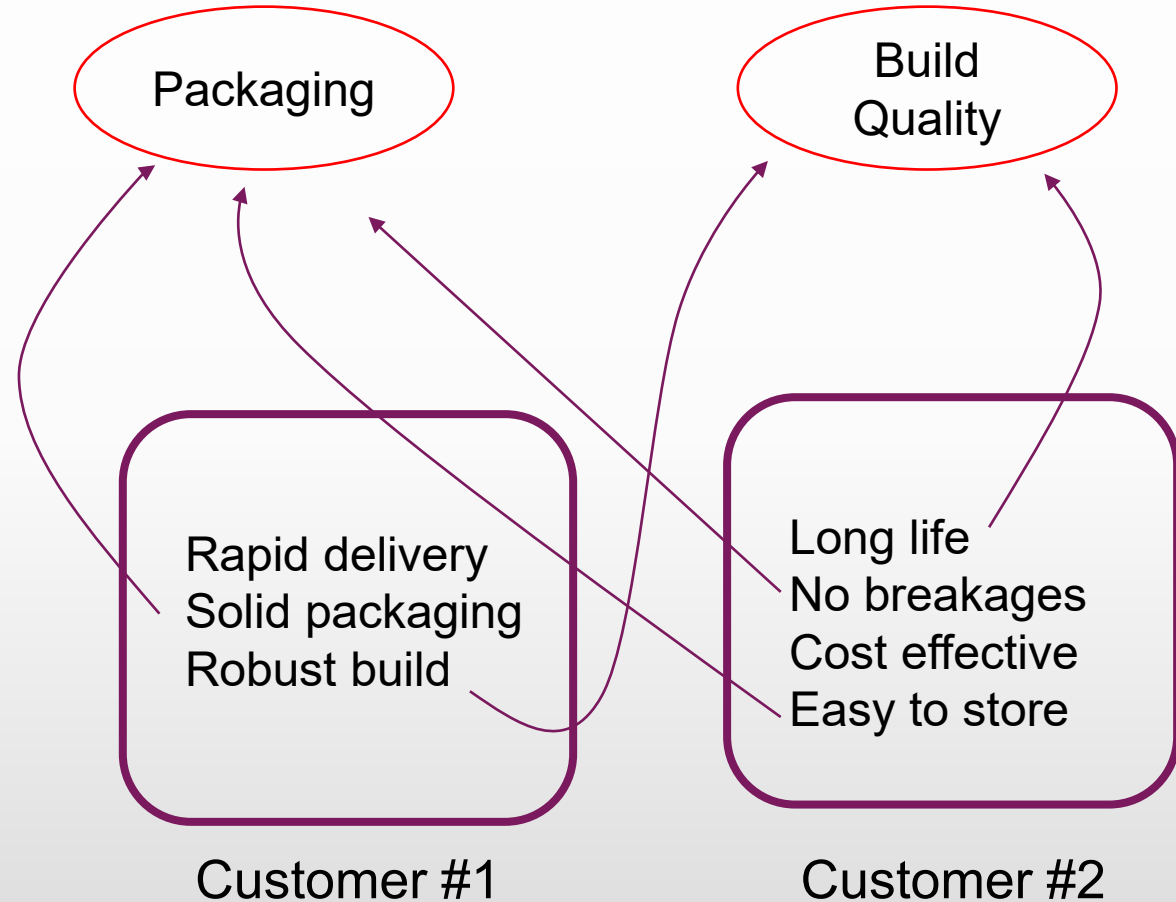 Packaging
Build
Quality
Rapid delivery
Solid packaging
Robust build
Long life
No breakages
Cost effective
Easy to store
Customer #1
Customer #2